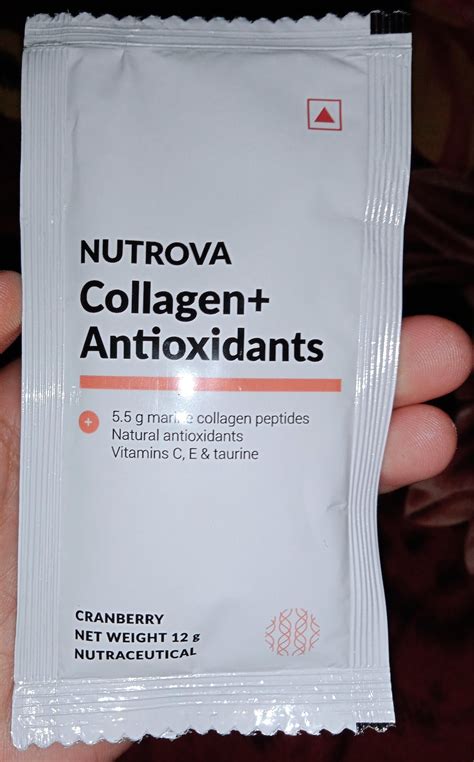 NUTROVA
Collagen+
Antioxidants
5.5 g marine collagen peptides
Natural antioxidants
Vitamins C, E & taurine
CRANBERRY
NET WEIGHT 12 g
NUTRACEUTICAL